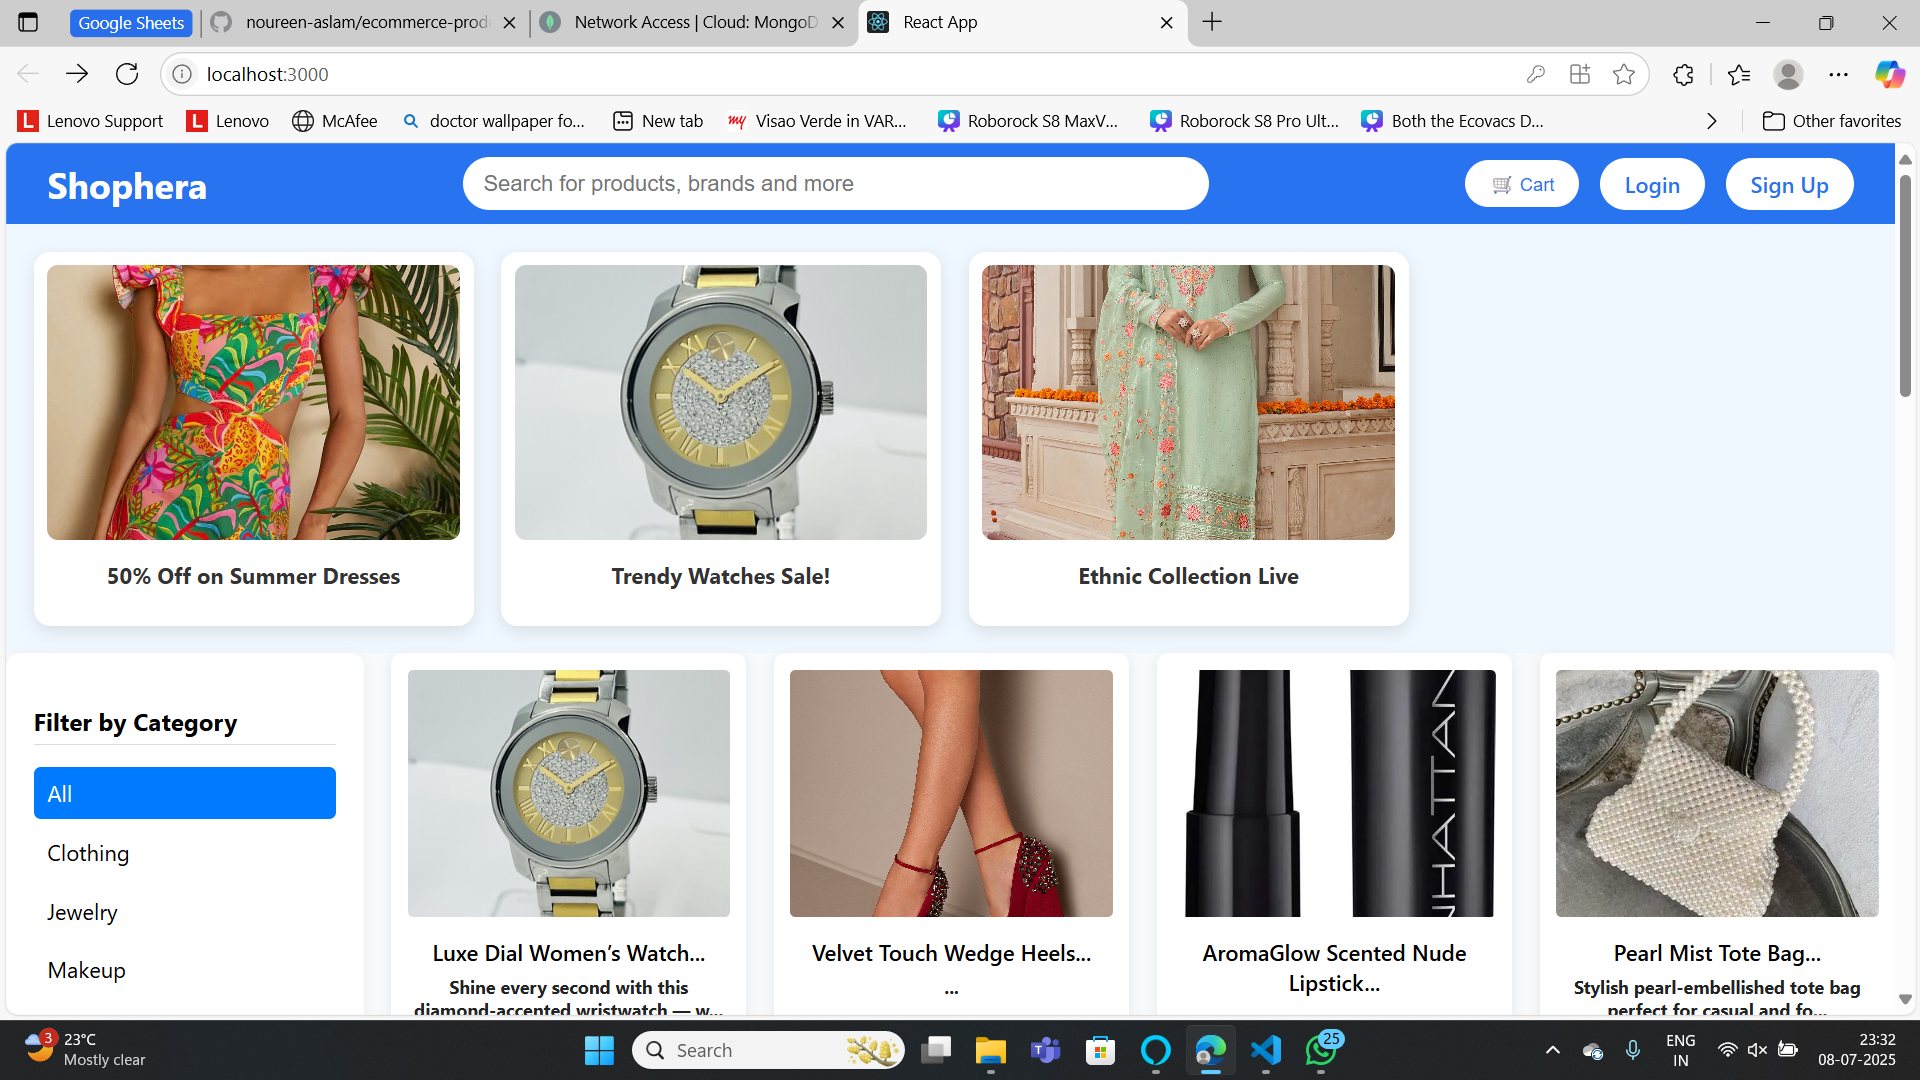 Google Sheets
noureen-aslam/ecommerce-prod
Network Access | Cloud: MongoD
React App
localhost:3000
Lenovo Support
Lenovo
McAfee
doctor wallpaper fo...
New tab
my Visao Verde in VAR...
Roborock S8 MaxV...
Roborock S8 Pro Ult...
Both the Ecovacs D...
Other favorites
Shophera
Search for products, brands and more
Cart
Login
Sign Up
50% Off on Summer Dresses
Trendy Watches Sale!
Ethnic Collection Live
Filter by Category
All
Clothing
Jewelry
Makeup
Luxe Dial Women’s Watch...
Shine every second with this
diamond-accented wristwatch — w...
Velvet Touch Wedge Heels...
...
MANHATTAN
AromaGlow Scented Nude
Lipstick...
Pearl Mist Tote Bag...
Stylish pearl-embellished tote bag
perfect for casual and fo...
3
23°C
Mostly clear
Search
25
ENG
IN
23:32
08-07-2025